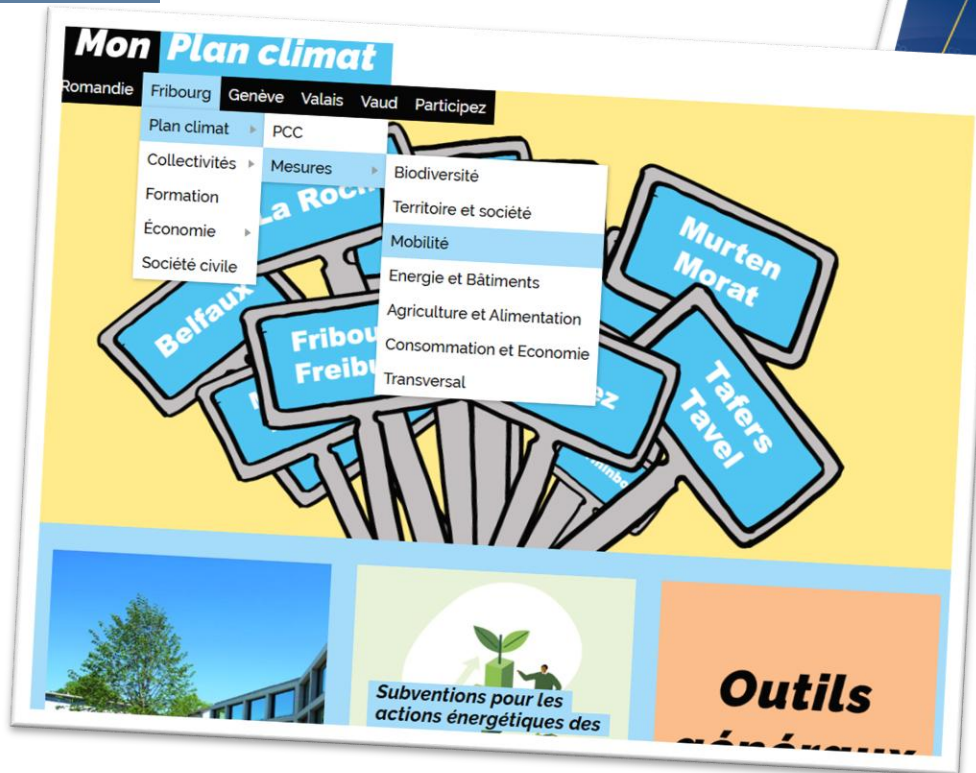 Mon Plan climat
Romandie Fribourg Genève Valais Vaud Participez
Plan climat
Collectivités
Formation
Économie
Société civile
PCC
Mesures
Biodiversité
Territoire et société
Mobilité
Energie et Bâtiments
Agriculture et Alimentation
Consommation et Economie
Transversal
La
Belfaux
Murten
Morat
Tafers
Tavel
Subventions pour les
actions énergétiques des
Outils
généraux